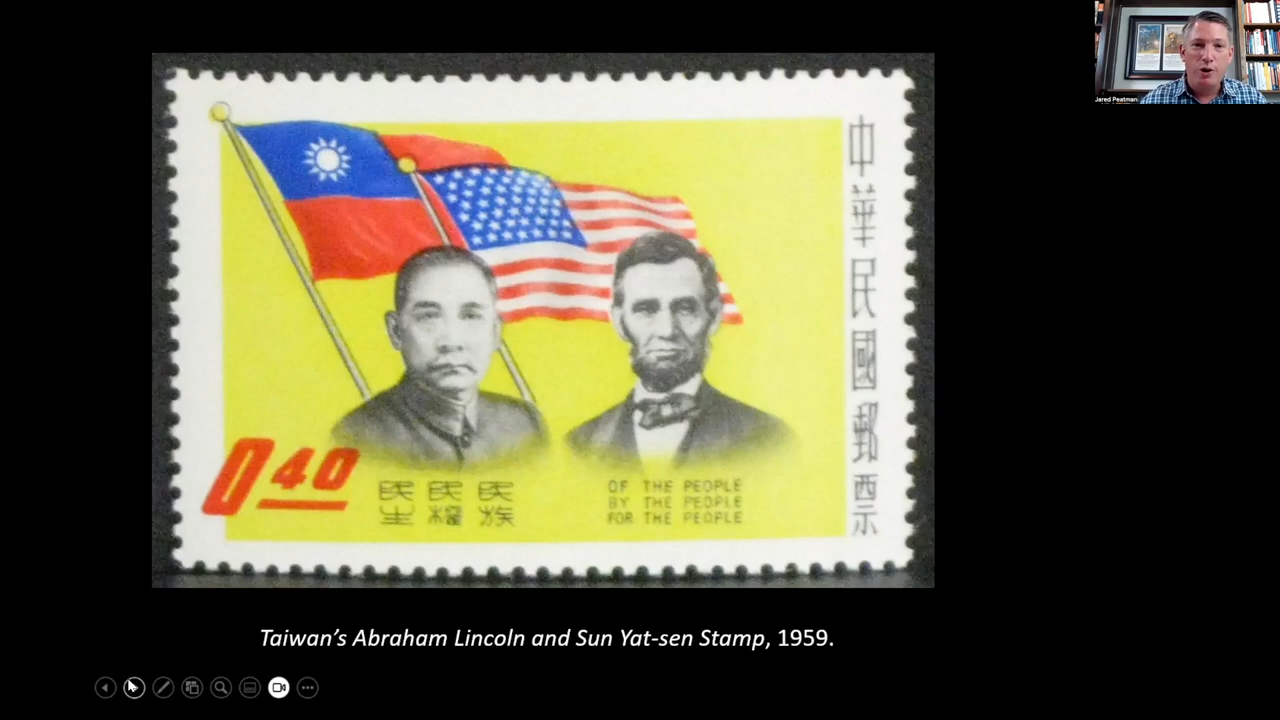 Jared Peatman
中華民國郵票
0.40
民族
民權
民生
OF THE PEOPLE
BY THE PEOPLE
FOR THE PEOPLE
Taiwan's Abraham Lincoln and Sun Yat-sen Stamp, 1959.